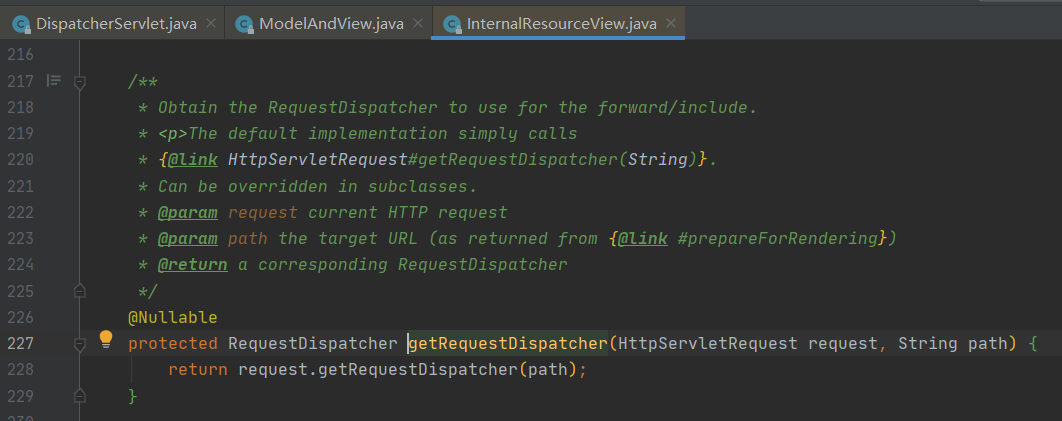 DispatcherServlet.java ModelAndView.java InternalResourceView.java
216
217 /**
218 * Obtain the RequestDispatcher to use for the forward/include.
219 * <p>The default implementation simply calls
220 * {@link HttpServletRequest#getRequestDispatcher(String)}.
221 * Can be overridden in subclasses.
222 * @param request current HTTP request
223 * @param path the target URL (as returned from {@link #prepareForRendering})
224 * @return a corresponding RequestDispatcher
225 */
226 @Nullable
227 protected RequestDispatcher getRequestDispatcher(HttpServletRequest request, String path) {
228 return request.getRequestDispatcher(path);
229 }